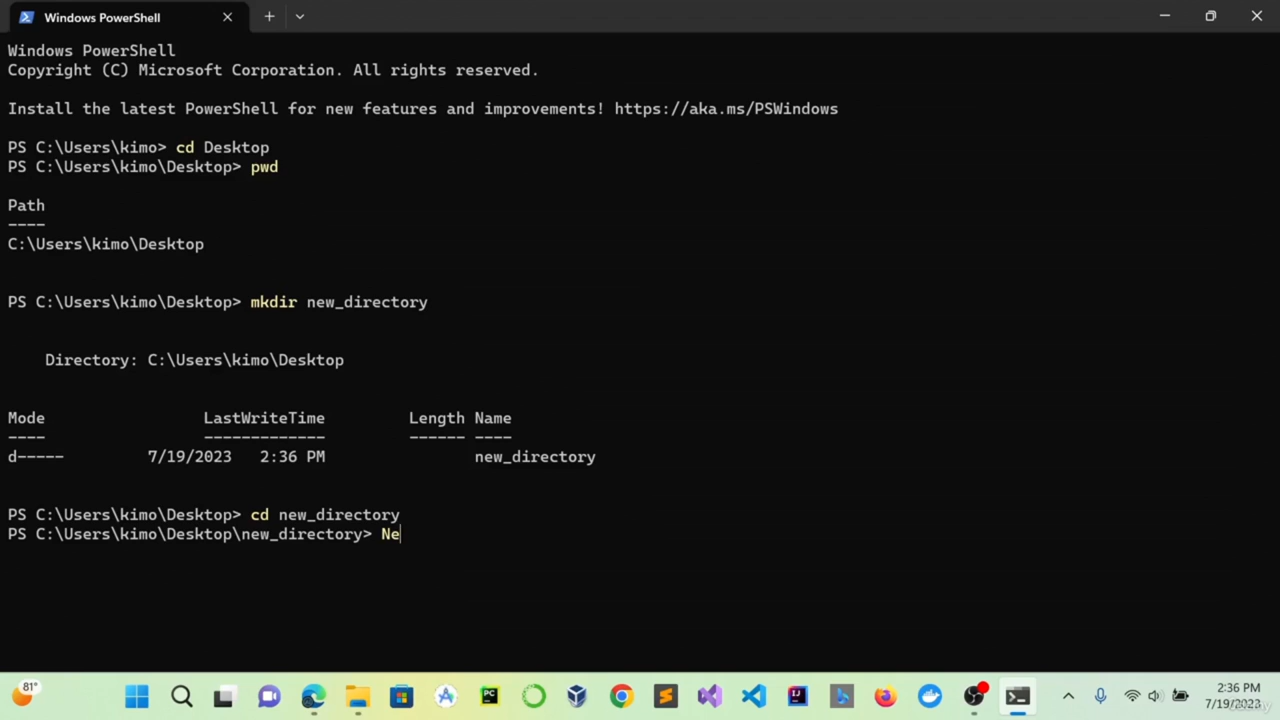 Windows PowerShell
Windows PowerShell
Copyright (C) Microsoft Corporation. All rights reserved.
Install the latest PowerShell for new features and improvements! https://aka.ms/PSWindows
PS C:\Users\kimo> cd Desktop
PS C:\Users\kimo\Desktop> pwd
Path
----
C:\Users\kimo\Desktop
PS C:\Users\kimo\Desktop> mkdir new_directory
Directory: C:\Users\kimo\Desktop
Mode LastWriteTime Length Name
---- ------------- ------ ----
d----- 7/19/2023 2:36 PM new_directory
PS C:\Users\kimo\Desktop> cd new_directory
PS C:\Users\kimo\Desktop\new_directory> Ne
81°
PC
2:36 PM
7/19/2023